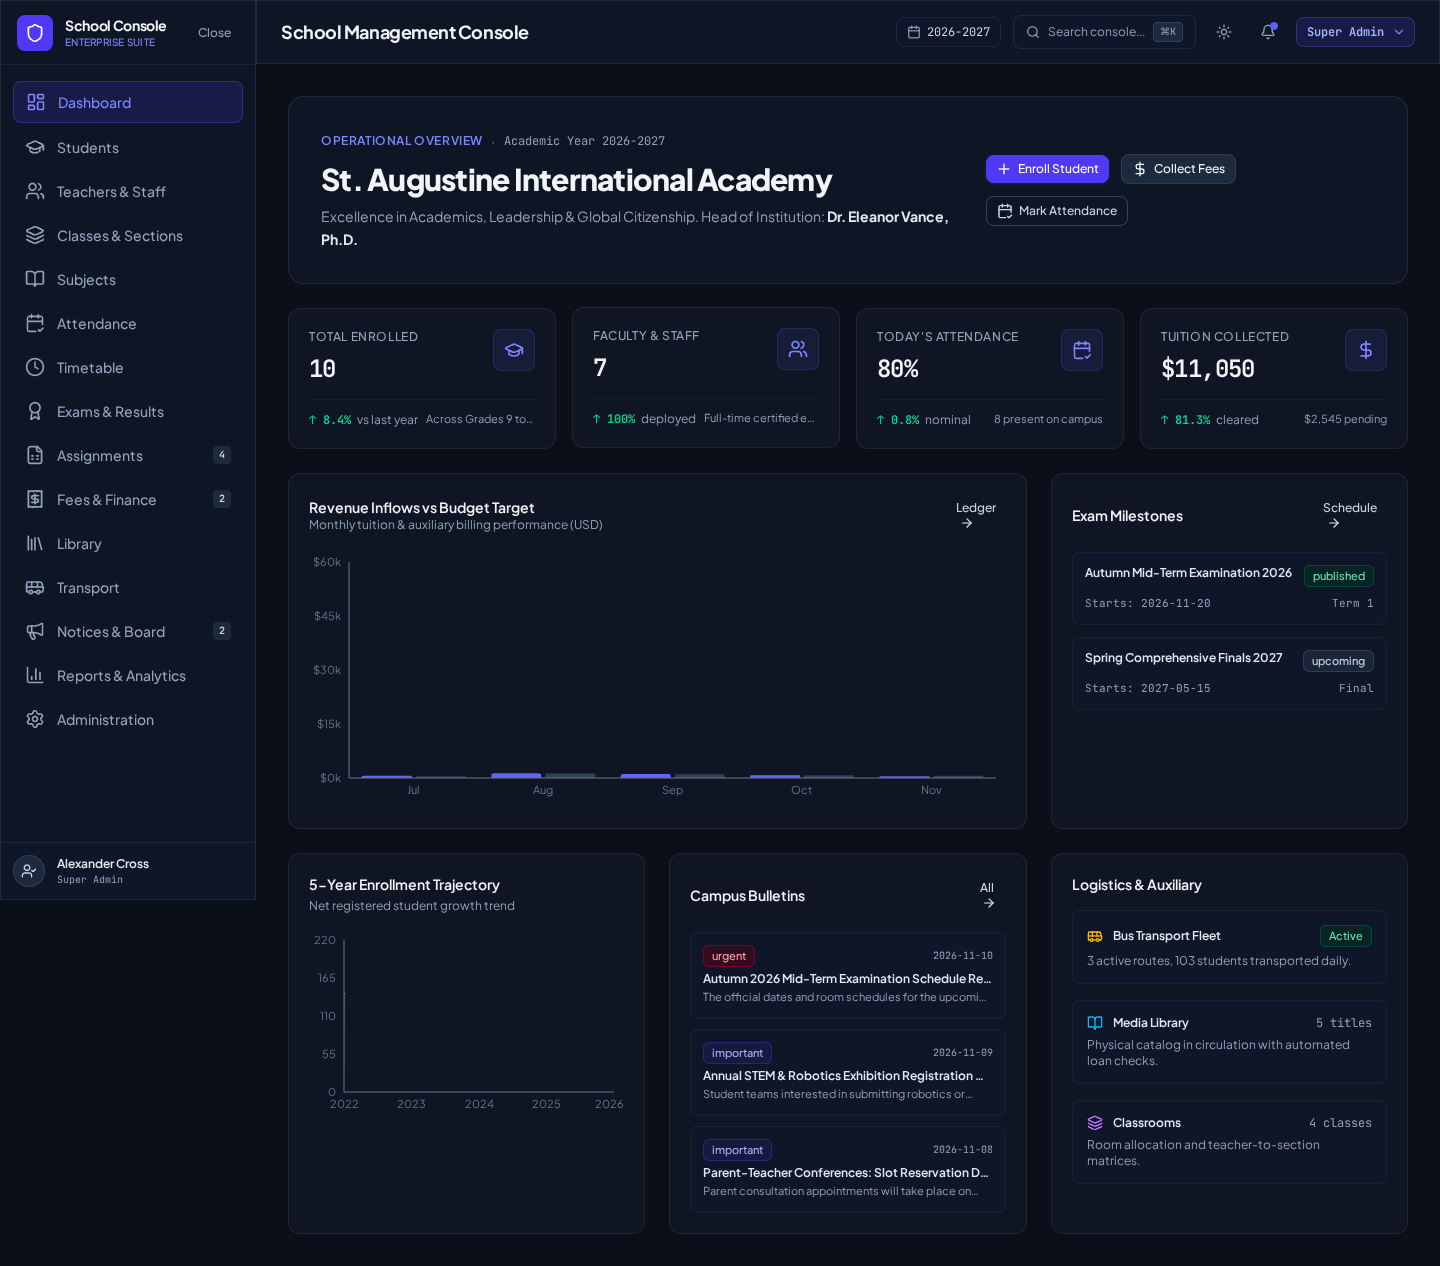 School Console
ENTERPRISE SUITE
Close
School Management Console
2026-2027
Search console...
⌘K
Super Admin
Dashboard
Students
Teachers & Staff
Classes & Sections
Subjects
Attendance
Timetable
Exams & Results
Assignments 4
Fees & Finance 2
Library
Transport
Notices & Board 2
Reports & Analytics
Administration
Alexander Cross
Super Admin
OPERATIONAL OVERVIEW · Academic Year 2026-2027
St. Augustine International Academy
Excellence in Academics, Leadership & Global Citizenship. Head of Institution: Dr. Eleanor Vance,
Ph.D.
Enroll Student
Collect Fees
Mark Attendance
TOTAL ENROLLED
10
↑ 8.4% vs last year Across Grades 9 to...
FACULTY & STAFF
7
↑ 100% deployed Full-time certified e...
TODAY'S ATTENDANCE
80%
↑ 0.8% nominal 8 present on campus
TUITION COLLECTED
$11,050
↑ 81.3% cleared $2,545 pending
Revenue Inflows vs Budget Target
Monthly tuition & auxiliary billing performance (USD)
Ledger →
$60k
$45k
$30k
$15k
$0k
Jul Aug Sep Oct Nov
Exam Milestones
Schedule →
Autumn Mid-Term Examination 2026 published
Starts: 2026-11-20 Term 1
Spring Comprehensive Finals 2027 upcoming
Starts: 2027-05-15 Final
5-Year Enrollment Trajectory
Net registered student growth trend
220
165
110
55
0
2022 2023 2024 2025 2026
Campus Bulletins
All →
urgent 2026-11-10
Autumn 2026 Mid-Term Examination Schedule Re...
The official dates and room schedules for the upcomi...
important 2026-11-09
Annual STEM & Robotics Exhibition Registration ...
Student teams interested in submitting robotics or...
important 2026-11-08
Parent-Teacher Conferences: Slot Reservation D...
Parent consultation appointments will take place on...
Logistics & Auxiliary
Bus Transport Fleet Active
3 active routes, 103 students transported daily.
Media Library 5 titles
Physical catalog in circulation with automated
loan checks.
Classrooms 4 classes
Room allocation and teacher-to-section
matrices.